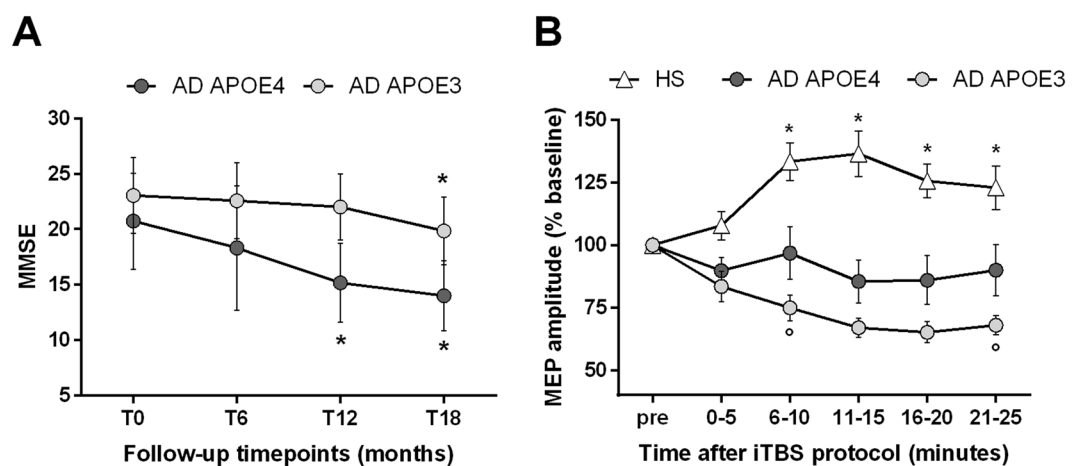 A
AD APOE4 AD APOE3
MMSE
30
25
20
15
10
5
* * *
T0 T6 T12 T18
Follow-up timepoints (months)
B
HS AD APOE4 AD APOE3
MEP amplitude (% baseline)
150
125
100
75
50
* * * *
pre 0-5 6-10 11-15 16-20 21-25
Time after iTBS protocol (minutes)